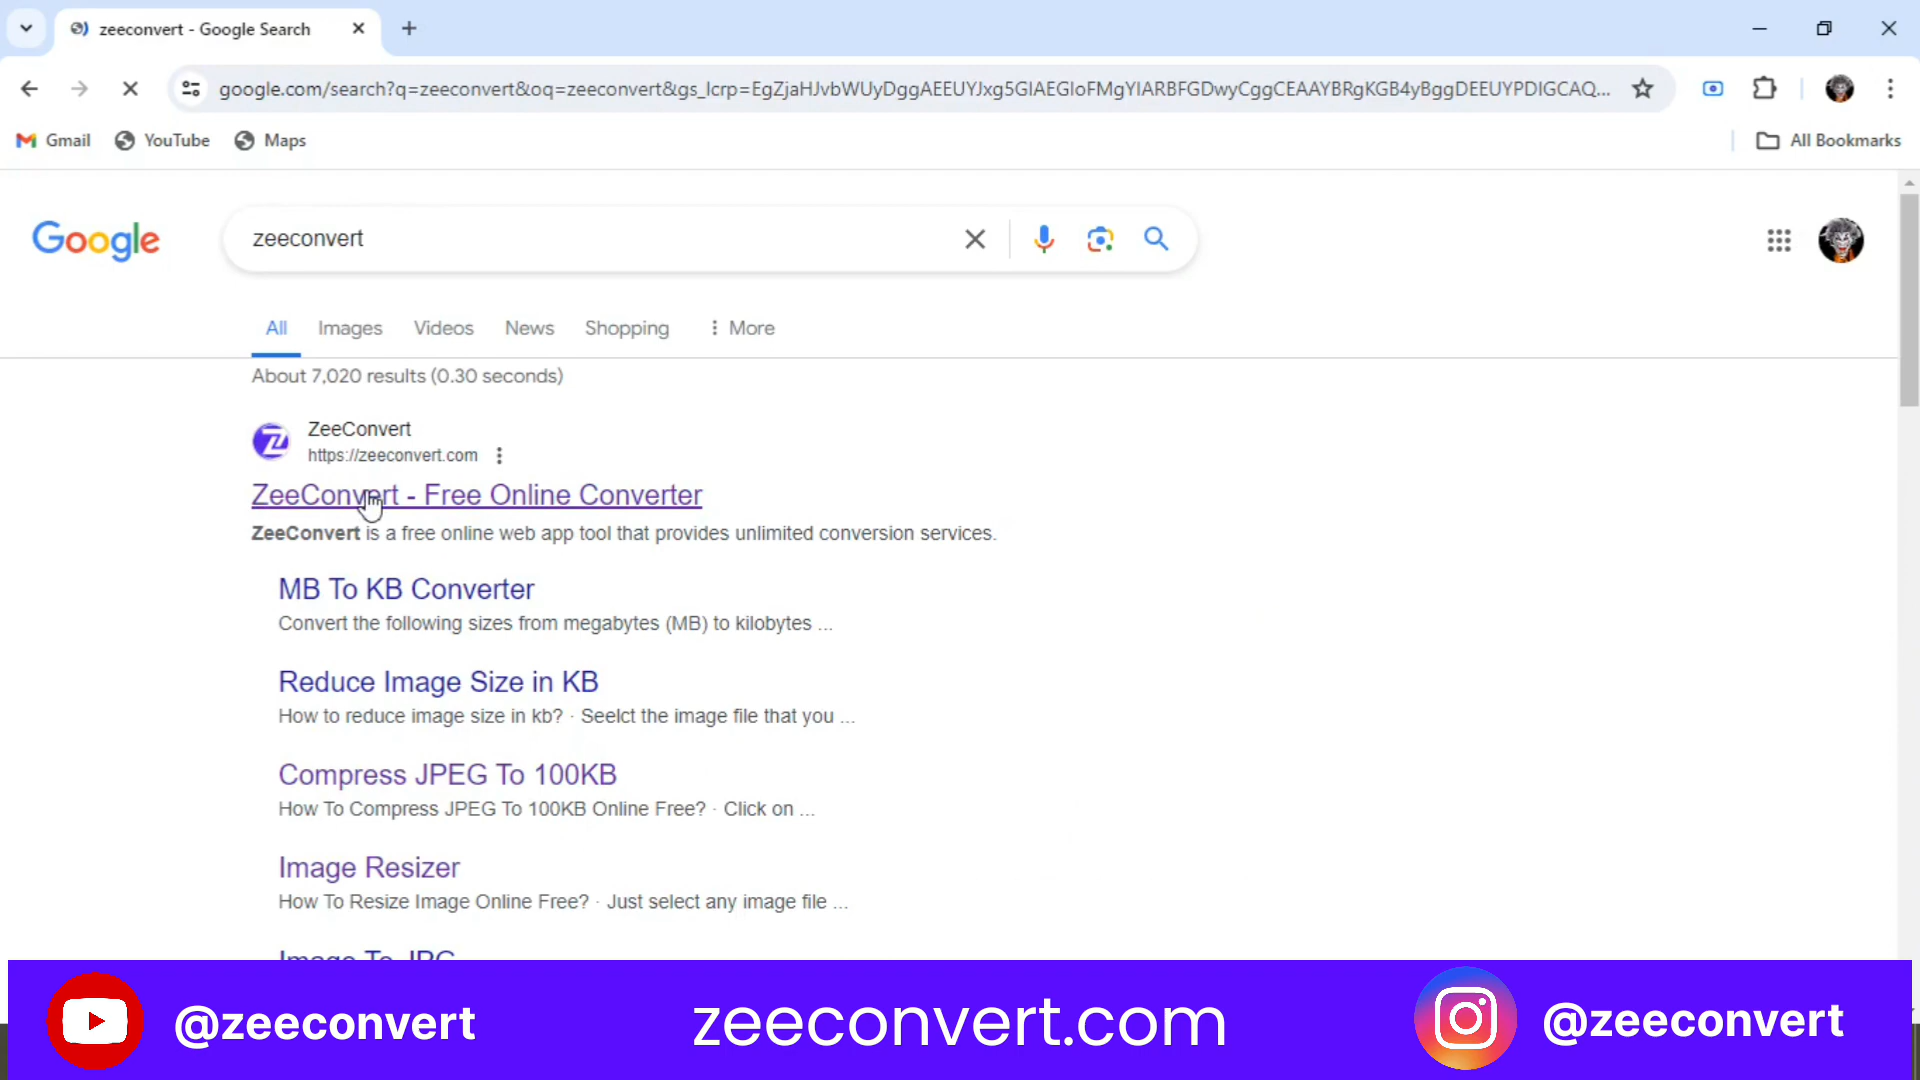 zeeconvert - Google Search
google.com/search?q=zeeconvert&oq=zeeconvert&gs_lcrp=EgZjaHJvbWUyDggAEEUYJxg5GIAEGIoFMgYIARBFGDwyCggCEAAYBRgKGB4yBggDEEUYPDIGCAQ...
Gmail YouTube Maps All Bookmarks
Google zeeconvert
All Images Videos News Shopping More
About 7,020 results (0.30 seconds)
ZeeConvert
https://zeeconvert.com
ZeeConvert - Free Online Converter
ZeeConvert is a free online web app tool that provides unlimited conversion services.
MB To KB Converter
Convert the following sizes from megabytes (MB) to kilobytes ...
Reduce Image Size in KB
How to reduce image size in kb? · Seelct the image file that you ...
Compress JPEG To 100KB
How To Compress JPEG To 100KB Online Free? · Click on ...
Image Resizer
How To Resize Image Online Free? · Just select any image file ...
Image To JPG
@zeeconvert zeeconvert.com @zeeconvert